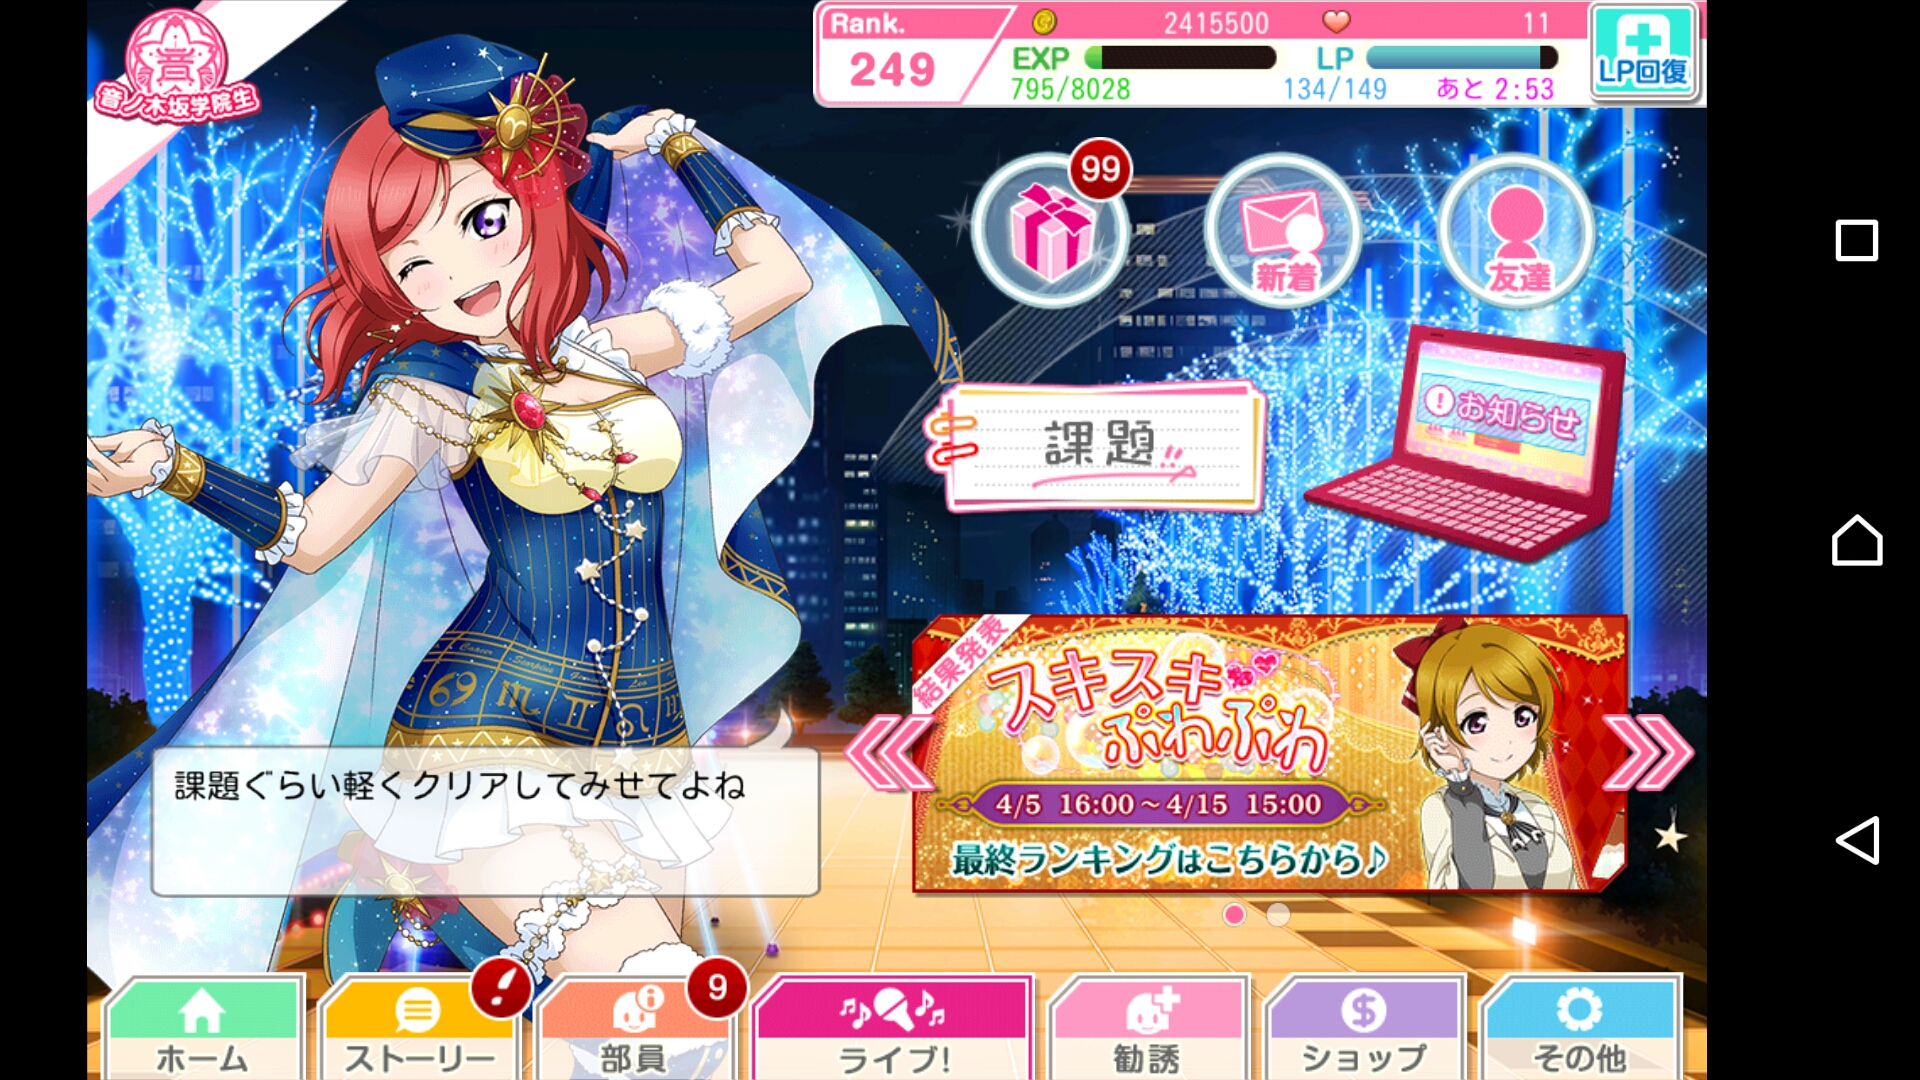 音ノ木坂学院生
Rank.
249
2415500
11
EXP
795/8028
LP
134/149
あと 2:53
LP回復
99
新着
友達
課題!!
!お知らせ
結果発表
スキスキ
ぷわぷわ
4/5 16:00~4/15 15:00
最終ランキングはこちらから♪
課題ぐらい軽くクリアしてみせてよね
ホーム
!
ストーリー
9
部員
ライブ!
勧誘
ショップ
その他